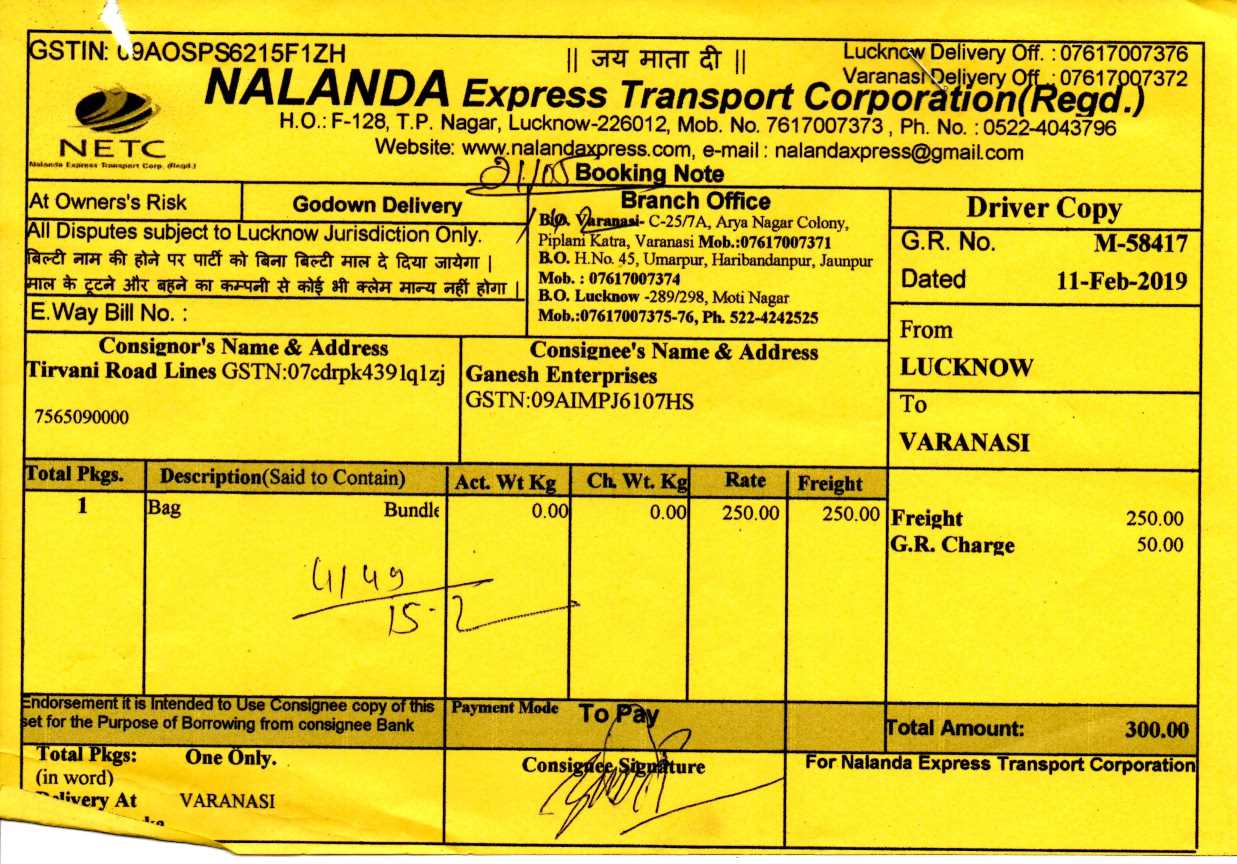 GSTIN: 09AOSPS6215F1ZH
|| जय माता दी ||
Lucknow Delivery Off. : 07617007376
Varanasi Delivery Off. : 07617007372
NALANDA Express Transport Corporation(Regd.)
H.O.: F-128, T.P. Nagar, Lucknow-226012, Mob. No. 7617007373 , Ph. No. : 0522-4043796
Website: www.nalandaxpress.com, e-mail : nalandaxpress@gmail.com
NETC
Nalanda Express Transport Corp. (Regd.)
Booking Note
At Owners's Risk
Godown Delivery
All Disputes subject to Lucknow Jurisdiction Only.
बिल्टी नाम की होने पर पार्टी को बिना बिल्टी माल दे दिया जायेगा |
माल के टूटने और बहने का कम्पनी से कोई भी क्लेम मान्य नहीं होगा |
E.Way Bill No. :
Branch Office
B.O. Varanasi- C-25/7A, Arya Nagar Colony,
Piplani Katra, Varanasi Mob.:07617007371
B.O. H.No. 45, Umarpur, Haribandanpur, Jaunpur
Mob. : 07617007374
B.O. Lucknow -289/298, Moti Nagar
Mob.:07617007375-76, Ph. 522-4242525
Driver Copy
G.R. No. M-58417
Dated 11-Feb-2019
From
LUCKNOW
To
VARANASI
Consignor's Name & Address
Tirvani Road Lines GSTN:07cdrpk4391q1zj
7565090000
Consignee's Name & Address
Ganesh Enterprises
GSTN:09AIMPJ6107HS
Total Pkgs. Description(Said to Contain) Act. Wt Kg Ch. Wt. Kg Rate Freight
1 Bag Bundle 0.00 0.00 250.00 250.00
Freight 250.00
G.R. Charge 50.00
4149
15-2
Endorsement it is Intended to Use Consignee copy of this
set for the Purpose of Borrowing from consignee Bank
Payment Mode To Pay
Total Amount: 300.00
Total Pkgs: One Only.
(in word)
Delivery At VARANASI
Consignee Signature
For Nalanda Express Transport Corporation